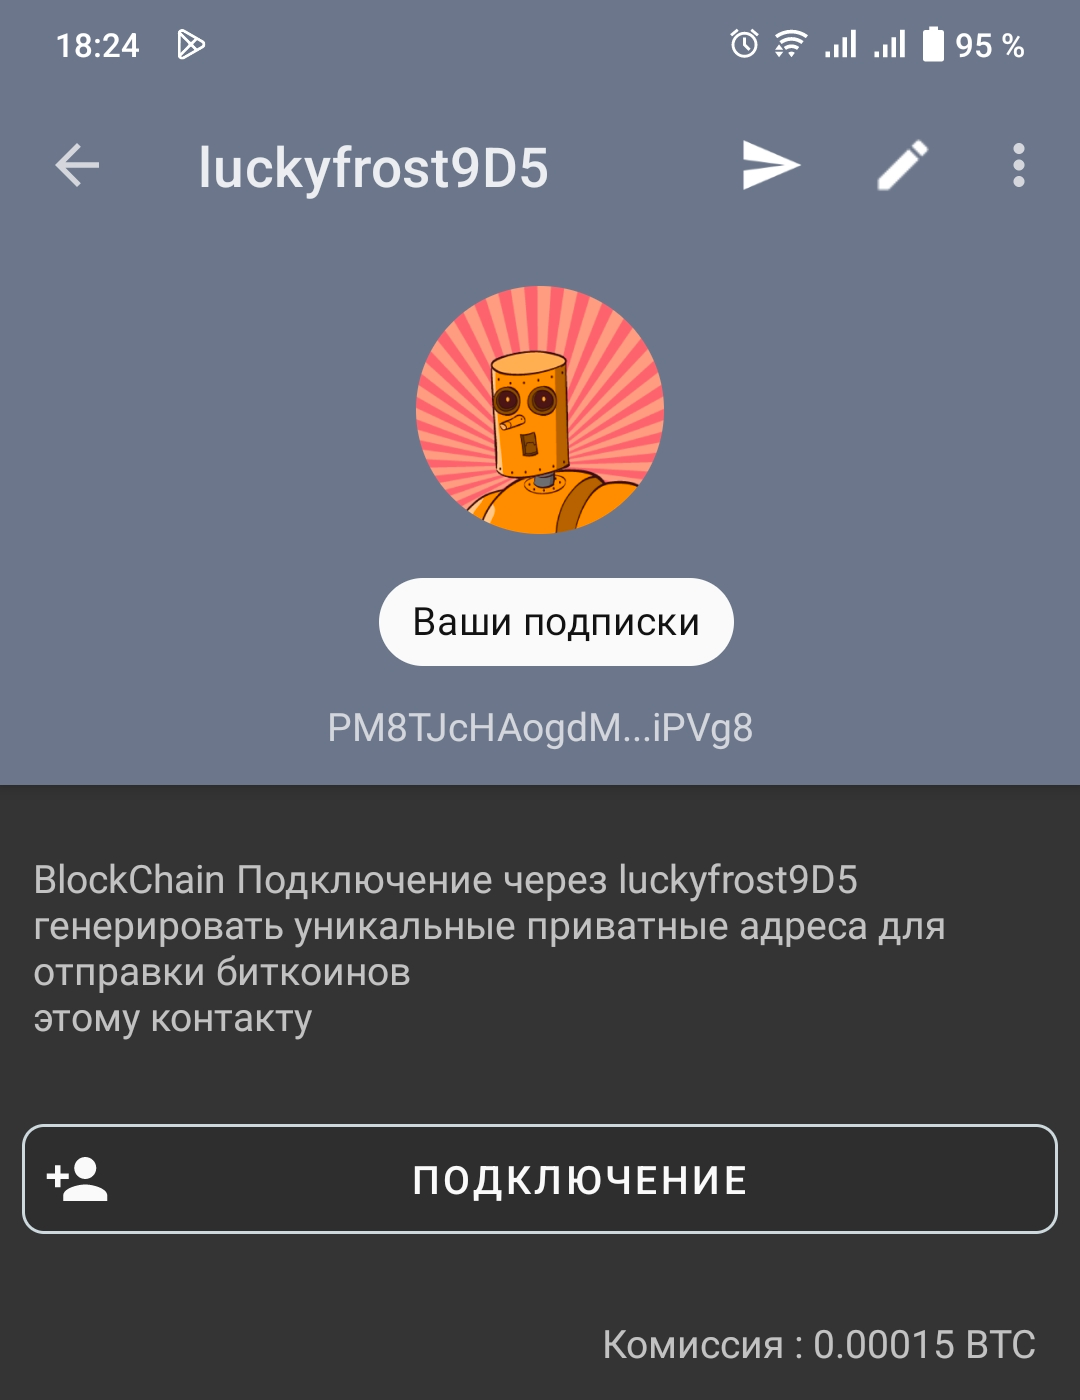 18:24 95 %
luckyfrost9D5
Ваши подписки
PM8TJcHAogdM...iPVg8
BlockChain Подключение через luckyfrost9D5
генерировать уникальные приватные адреса для
отправки биткоинов
этому контакту
ПОДКЛЮЧЕНИЕ
Комиссия : 0.00015 BTC